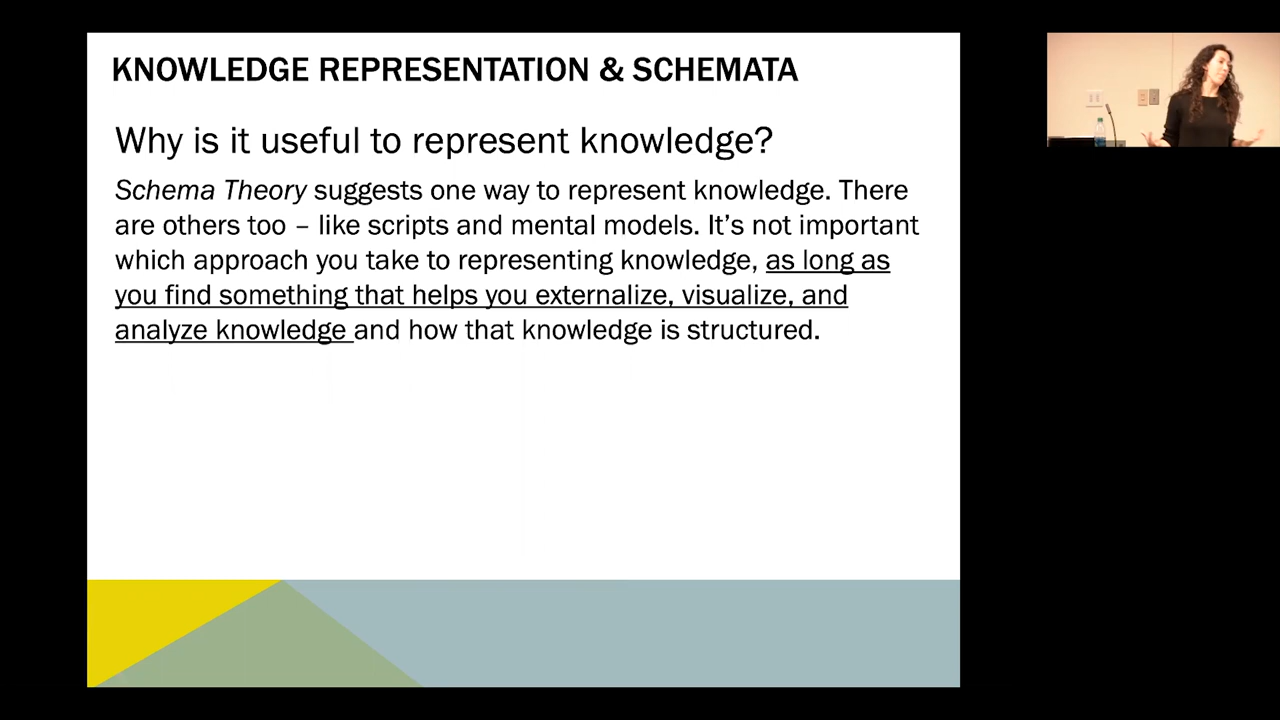 KNOWLEDGE REPRESENTATION & SCHEMATA
Why is it useful to represent knowledge?
Schema Theory suggests one way to represent knowledge. There
are others too – like scripts and mental models. It’s not important
which approach you take to representing knowledge, as long as
you find something that helps you externalize, visualize, and
analyze knowledge and how that knowledge is structured.